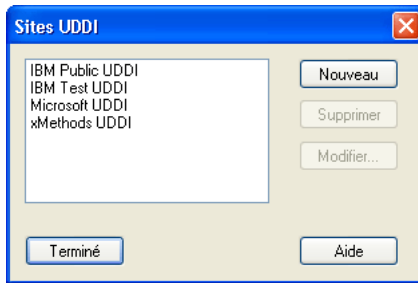 Sites UDDI
IBM Public UDDI
IBM Test UDDI
Microsoft UDDI
xMethods UDDI
Nouveau
Supprimer
Modifier...
Terminé
Aide